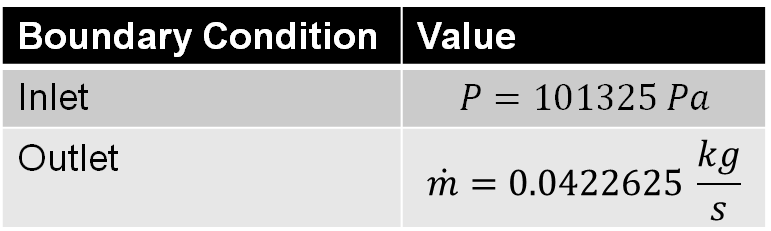 Boundary Condition Value
Inlet P = 101325 Pa
Outlet ṁ = 0.0422625 kg/s